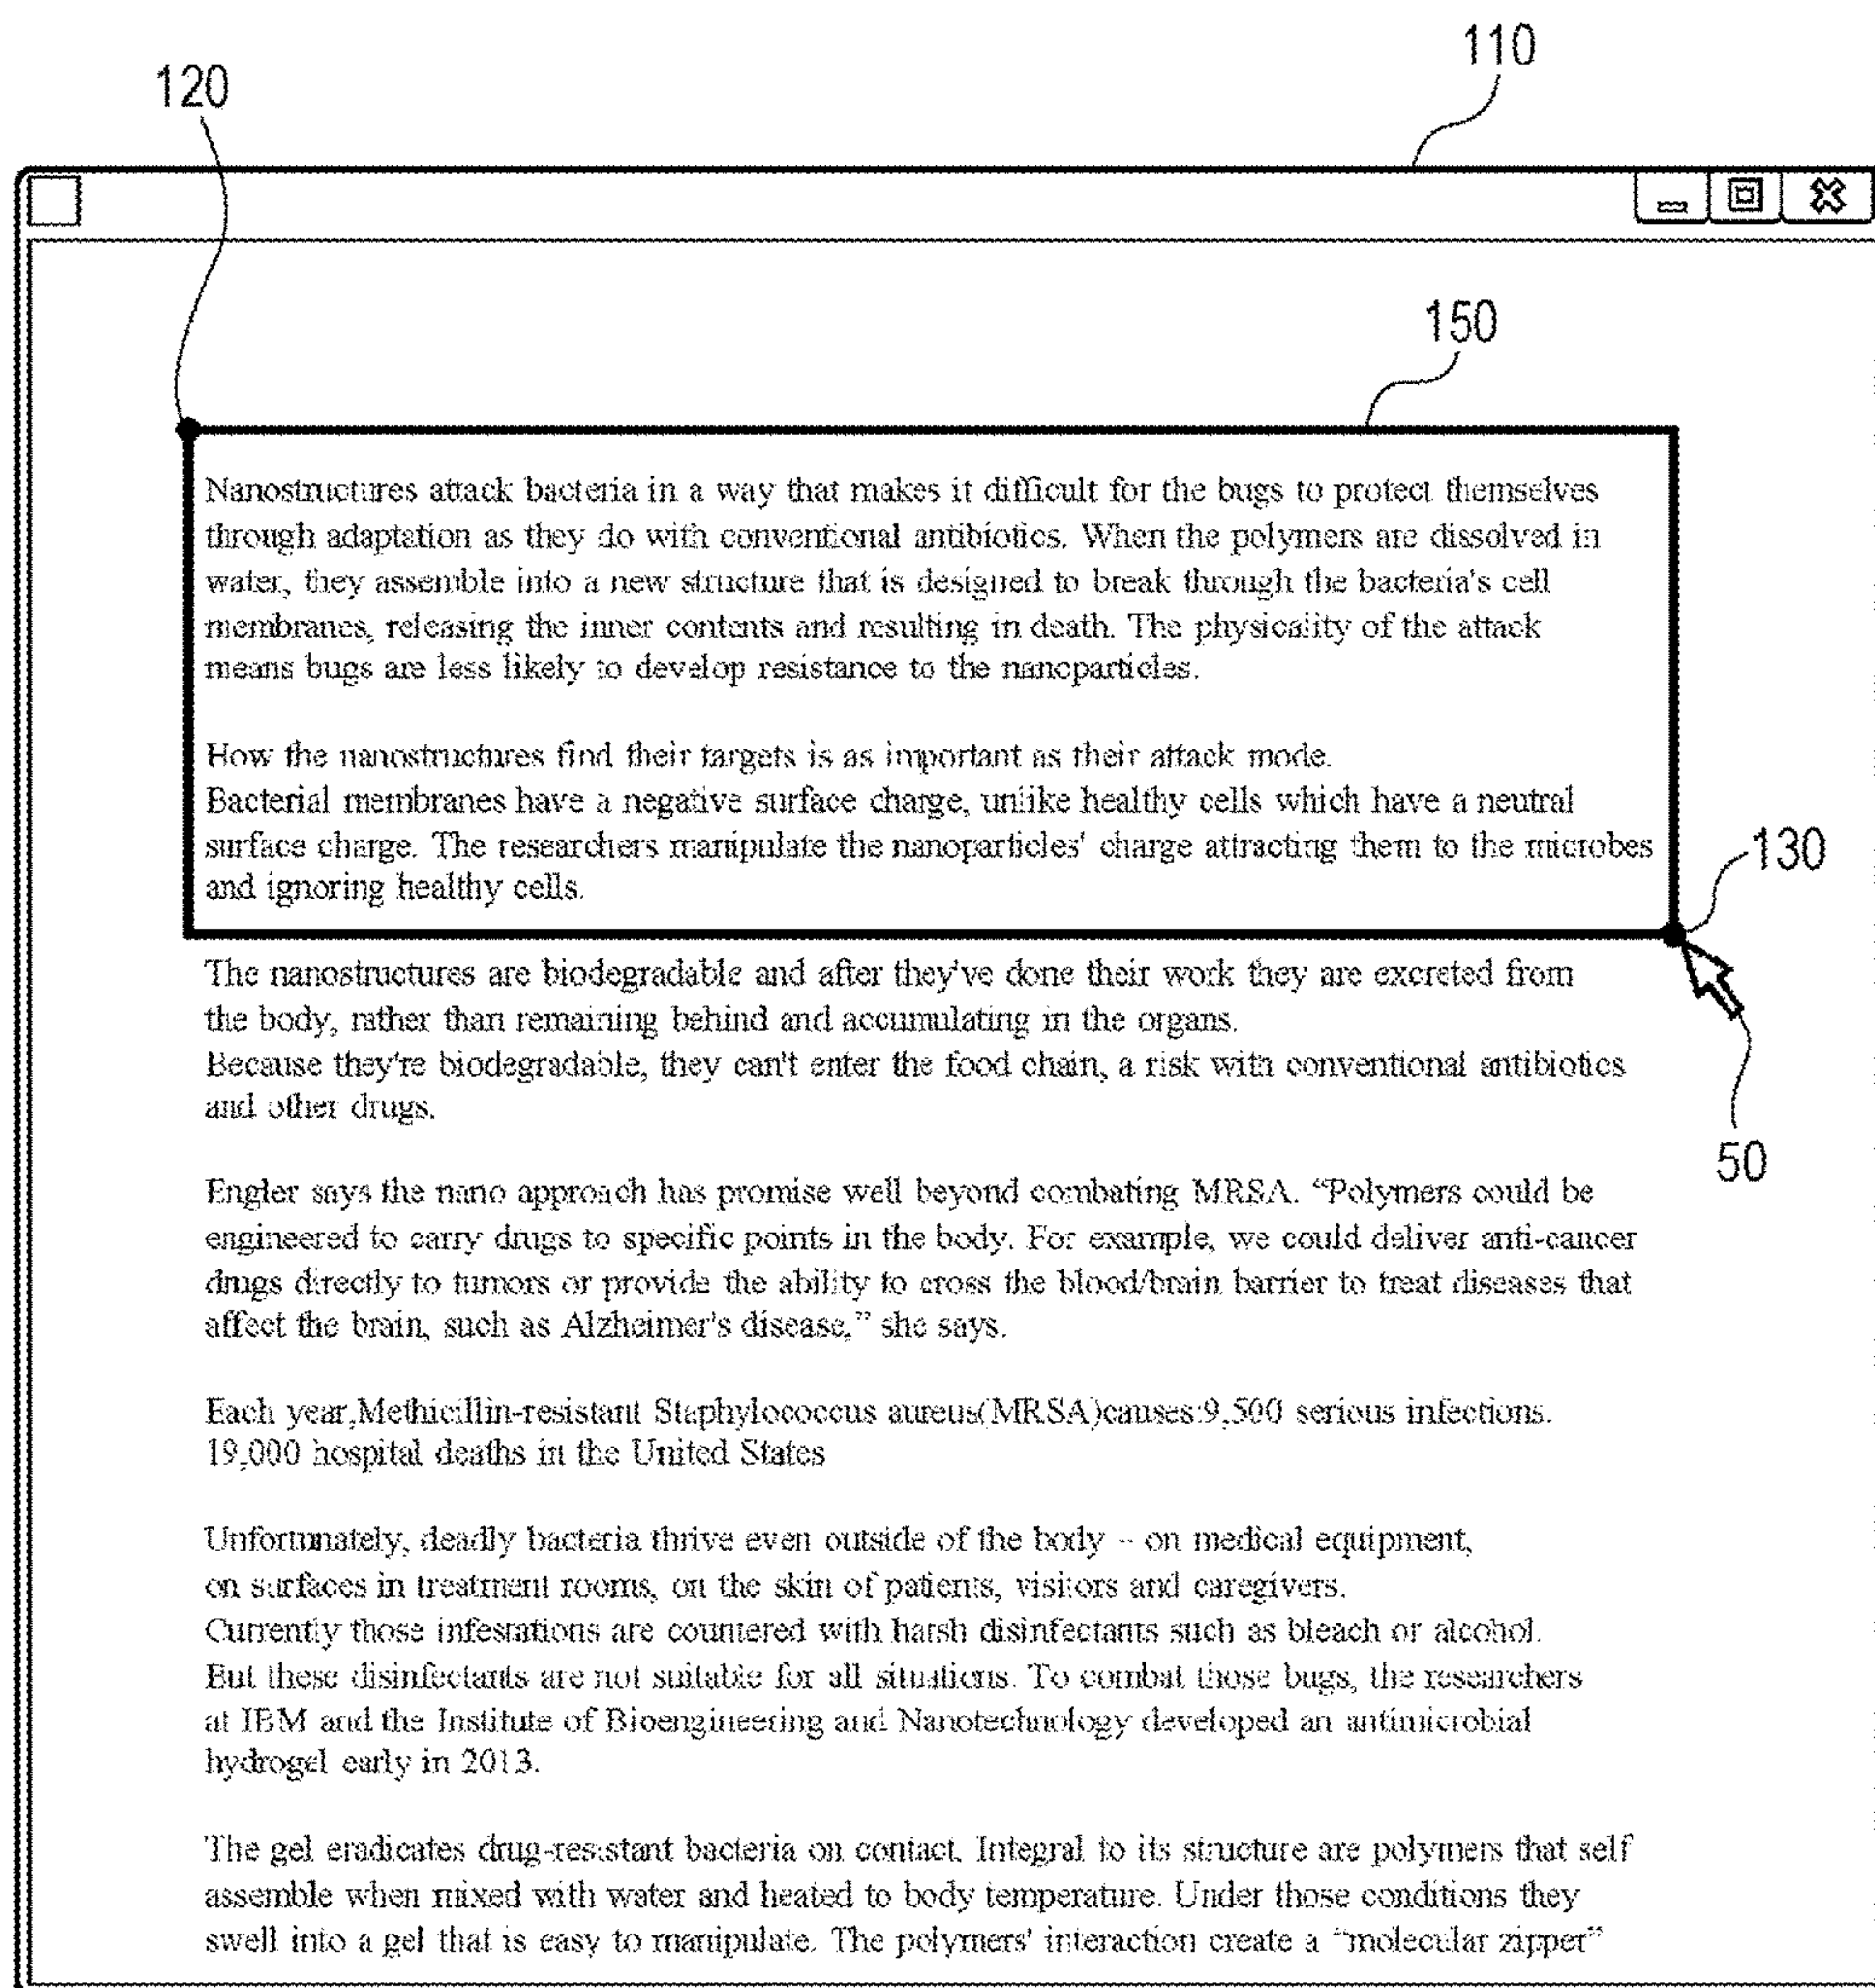 110
120
150
Nanostructures attack bacteria in a way that makes it difficult for the bugs to protect themselves
through adaptation as they do with conventional antibiotics. When the polymers are dissolved in
water, they assemble into a new structure that is designed to break through the bacteria's cell
membranes, releasing the inner contents and resulting in death. The physicality of the attack
means bugs are less likely to develop resistance to the nanoparticles.
How the nanostructures find their targets is as important as their attack mode.
Bacterial membranes have a negative surface charge, unlike healthy cells which have a neutral
surface charge. The researchers manipulate the nanoparticles' charge attracting them to the microbes
and ignoring healthy cells.
130
The nanostructures are biodegradable and after they've done their work they are excreted from
the body, rather than remaining behind and accumulating in the organs.
Because they're biodegradable, they can't enter the food chain, a risk with conventional antibiotics
and other drugs.
50
Engler says the nano approach has promise well beyond combating MRSA. “Polymers could be
engineered to carry drugs to specific points in the body. For example, we could deliver anti-cancer
drugs directly to tumors or provide the ability to cross the blood/brain barrier to treat diseases that
affect the brain, such as Alzheimer's disease,” she says.
Each year,Methicillin-resistant Staphylococcus aureus(MRSA)causes:9,500 serious infections.
19,000 hospital deaths in the United States
Unfortunately, deadly bacteria thrive even outside of the body -- on medical equipment,
on surfaces in treatment rooms, on the skin of patients, visitors and caregivers.
Currently those infestations are countered with harsh disinfectants such as bleach or alcohol.
But these disinfectants are not suitable for all situations. To combat those bugs, the researchers
at IBM and the Institute of Bioengineering and Nanotechnology developed an antimicrobial
hydrogel early in 2013.
The gel eradicates drug-resistant bacteria on contact. Integral to its structure are polymers that self
assemble when mixed with water and heated to body temperature. Under those conditions they
swell into a gel that is easy to manipulate. The polymers' interaction create a “molecular zipper”